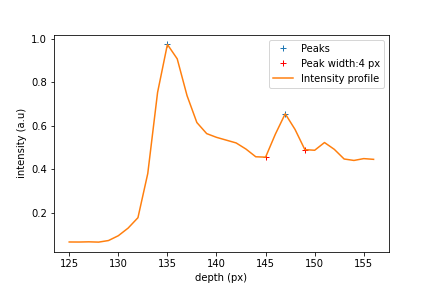 1.0
0.8
0.6
0.4
0.2
intensity (a.u)
Peaks
Peak width:4 px
Intensity profile
125 130 135 140 145 150 155
depth (px)